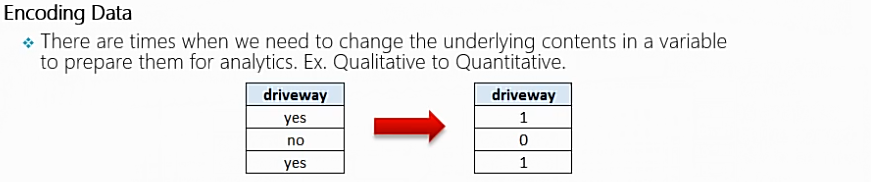 Encoding Data
There are times when we need to change the underlying contents in a variable
to prepare them for analytics. Ex. Qualitative to Quantitative.
driveway driveway
yes 1
no 0
yes 1